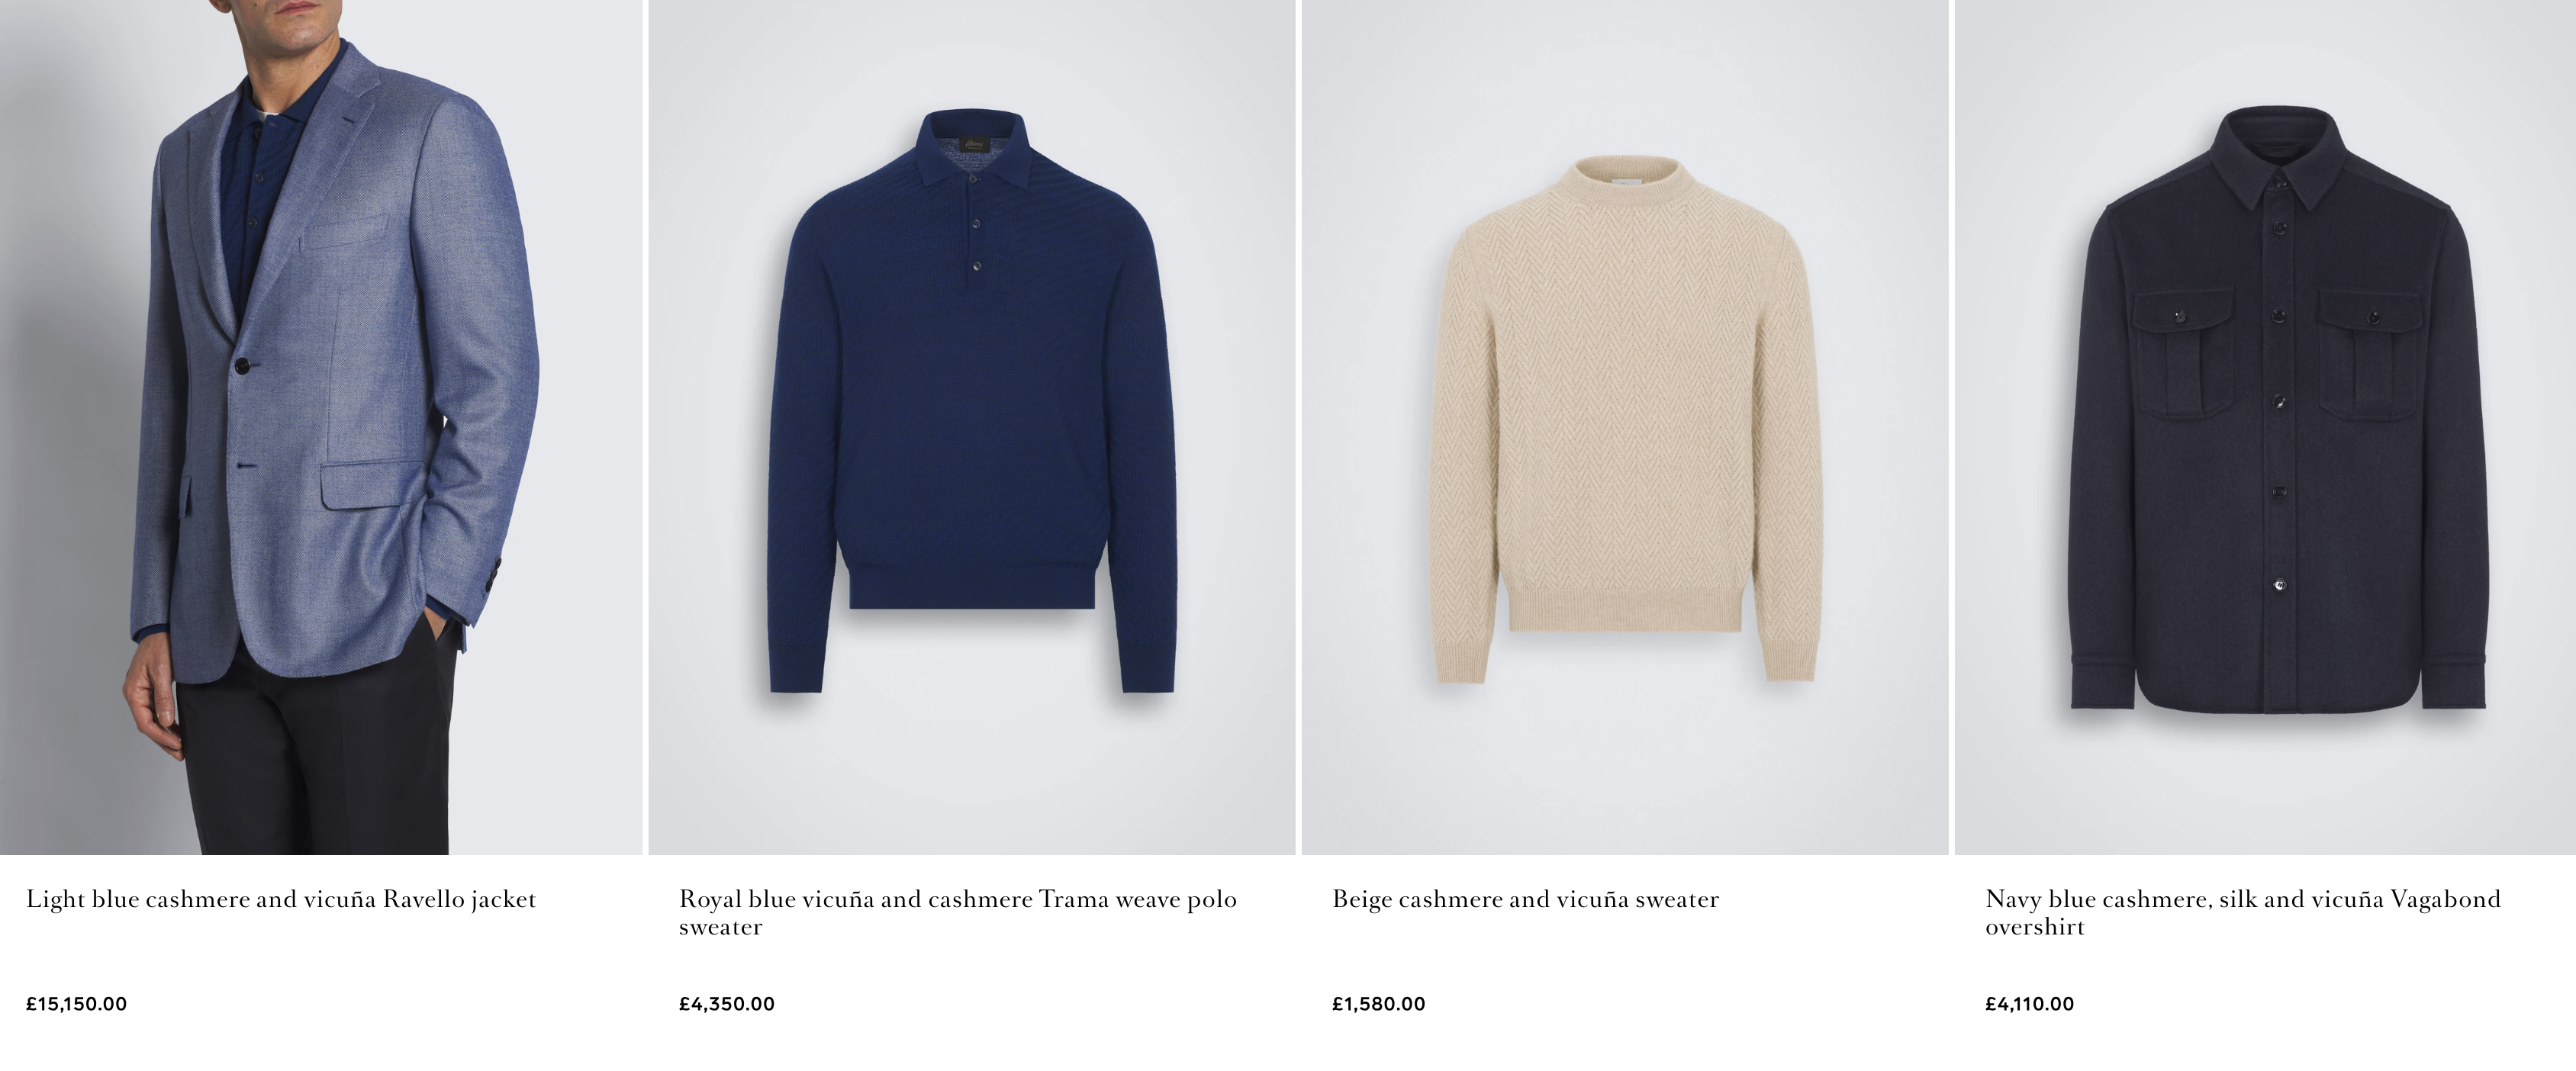 Light blue cashmere and vicuña Ravello jacket
£15,150.00
Royal blue vicuña and cashmere Trama weave polo
sweater
£4,350.00
Beige cashmere and vicuña sweater
£1,580.00
Navy blue cashmere, silk and vicuña Vagabond
overshirt
£4,110.00